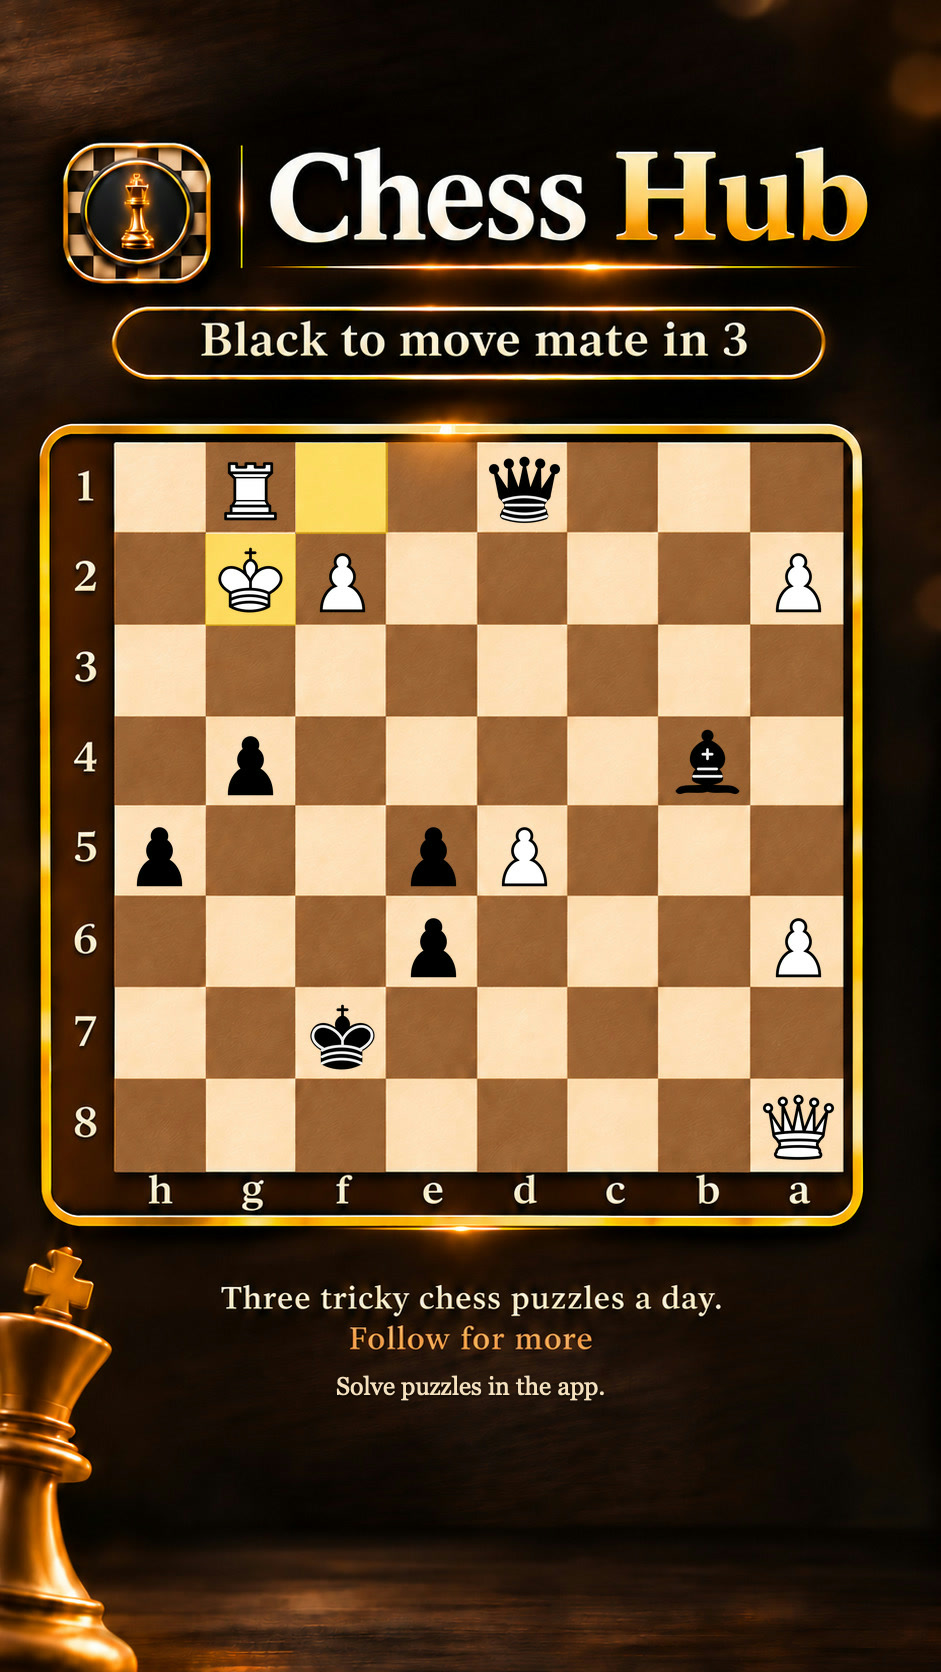 Chess Hub
Black to move mate in 3
1
2
3
4
5
6
7
8
h g f e d c b a
Three tricky chess puzzles a day.
Follow for more
Solve puzzles in the app.